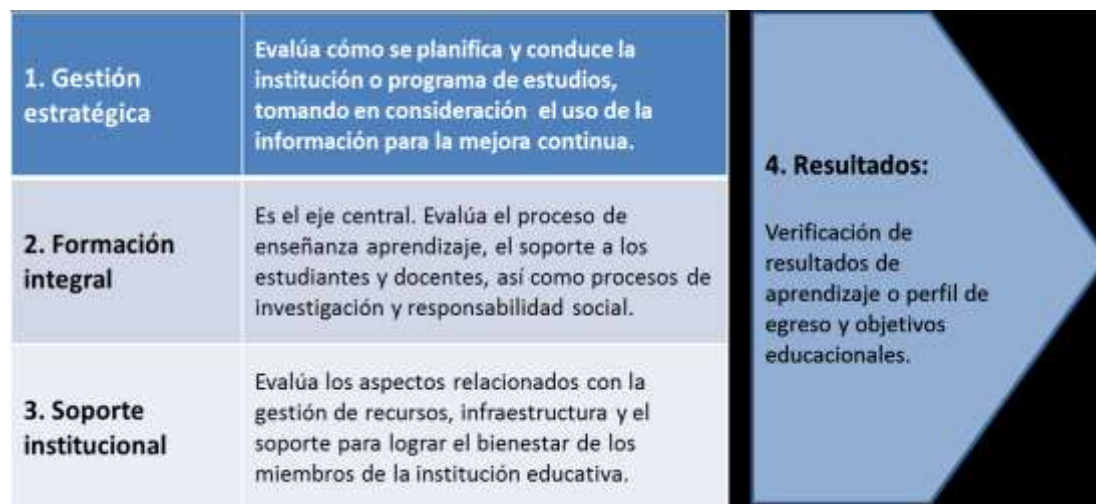 1. Gestión
estratégica
Evalúa cómo se planifica y conduce la
institución o programa de estudios,
tomando en consideración el uso de la
información para la mejora continua.
2. Formación
integral
Es el eje central. Evalúa el proceso de
enseñanza aprendizaje, el soporte a los
estudiantes y docentes, así como procesos de
investigación y responsabilidad social.
3. Soporte
institucional
Evalúa los aspectos relacionados con la
gestión de recursos, infraestructura y el
soporte para lograr el bienestar de los
miembros de la institución educativa.
4. Resultados:
Verificación de
resultados de
aprendizaje o perfil de
egreso y objetivos
educacionales.